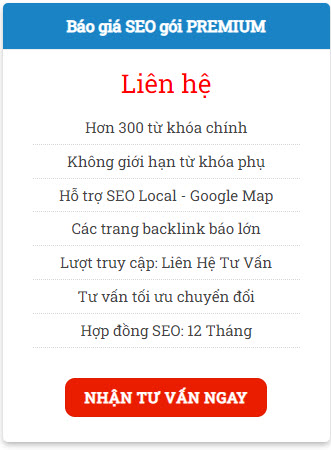 Báo giá SEO gói PREMIUM
Liên hệ
Hơn 300 từ khóa chính
Không giới hạn từ khóa phụ
Hỗ trợ SEO Local - Google Map
Các trang backlink báo lớn
Lượt truy cập: Liên Hệ Tư Vấn
Tư vấn tối ưu chuyển đổi
Hợp đồng SEO: 12 Tháng
NHẬN TƯ VẤN NGAY